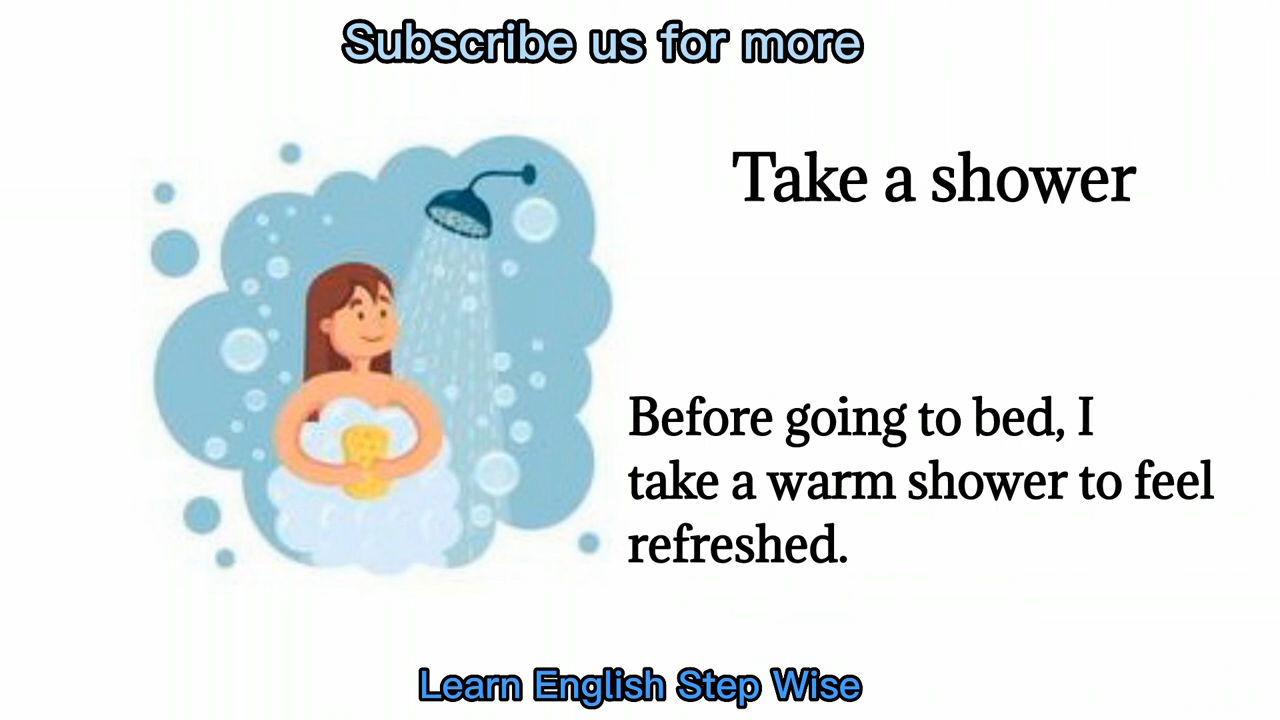 Subscribe us for more
Take a shower
Before going to bed, I
take a warm shower to feel
refreshed.
Learn English Step Wise